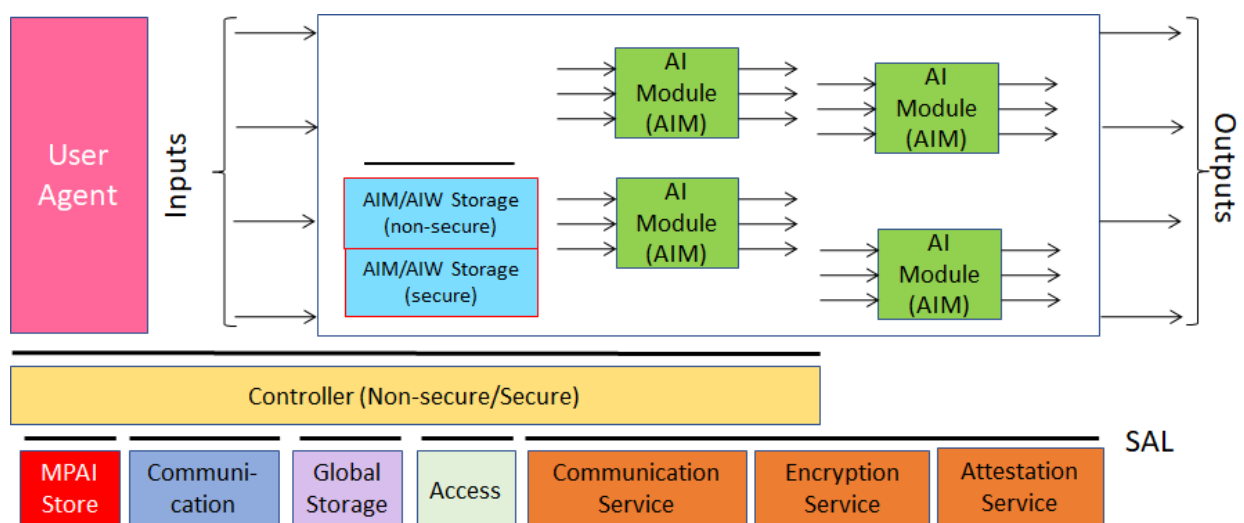 User
Agent
Inputs
AI
Module
(AIM)
AI
Module
(AIM)
AIM/AIW Storage
(non-secure)
AIM/AIW Storage
(secure)
AI
Module
(AIM)
AI
Module
(AIM)
Outputs
Controller (Non-secure/Secure)
SAL
MPAI
Store
Communi-
cation
Global
Storage
Access
Communication
Service
Encryption
Service
Attestation
Service